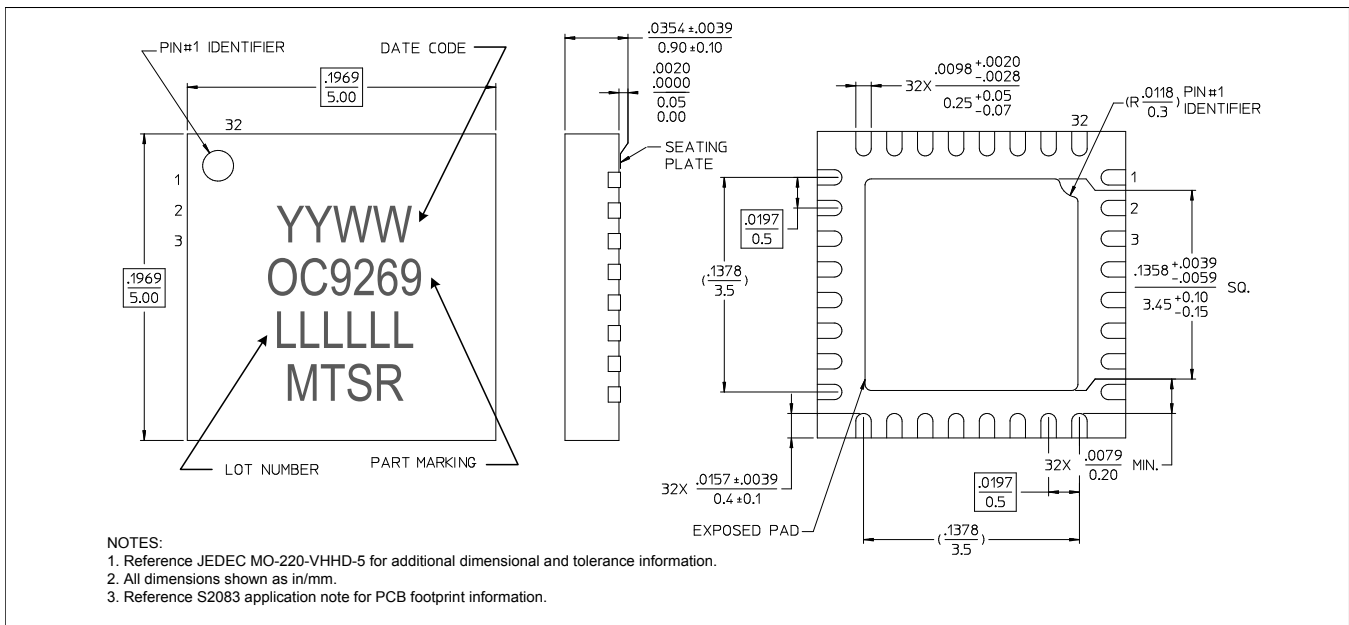 PIN#1 IDENTIFIER
DATE CODE
.1969
5.00
32
1
2
3
.1969
5.00
YYWW
OC9269
LLLLLL
MTSR
LOT NUMBER
PART MARKING
.0354 ±.0039
0.90 ±0.10
.0020
.0000
0.05
0.00
SEATING
PLATE
32X .0098 +.0020 -.0028
0.25 +0.05 -0.07
(R .0118 / 0.3)
PIN#1
IDENTIFIER
32
1
2
3
.0197
0.5
(.1378 / 3.5)
.1358 +.0039 -.0059
3.45 +0.10 -0.15
SQ.
32X .0157 ±.0039
0.4 ±0.1
EXPOSED PAD
32X .0079 MIN.
0.20
.0197
0.5
(.1378 / 3.5)
NOTES:
1. Reference JEDEC MO-220-VHHD-5 for additional dimensional and tolerance information.
2. All dimensions shown as in/mm.
3. Reference S2083 application note for PCB footprint information.